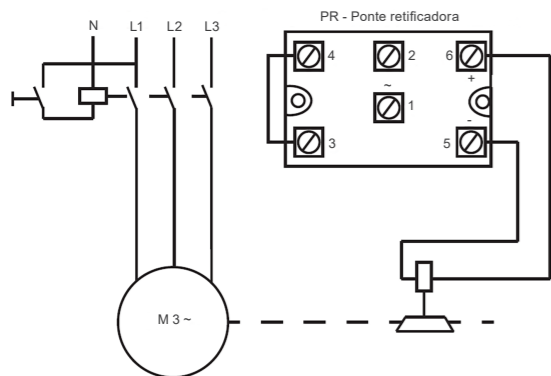 PR - Ponte retificadora
N L1 L2 L3
4 2 6
+
~
1
-
3 5
M 3 ~